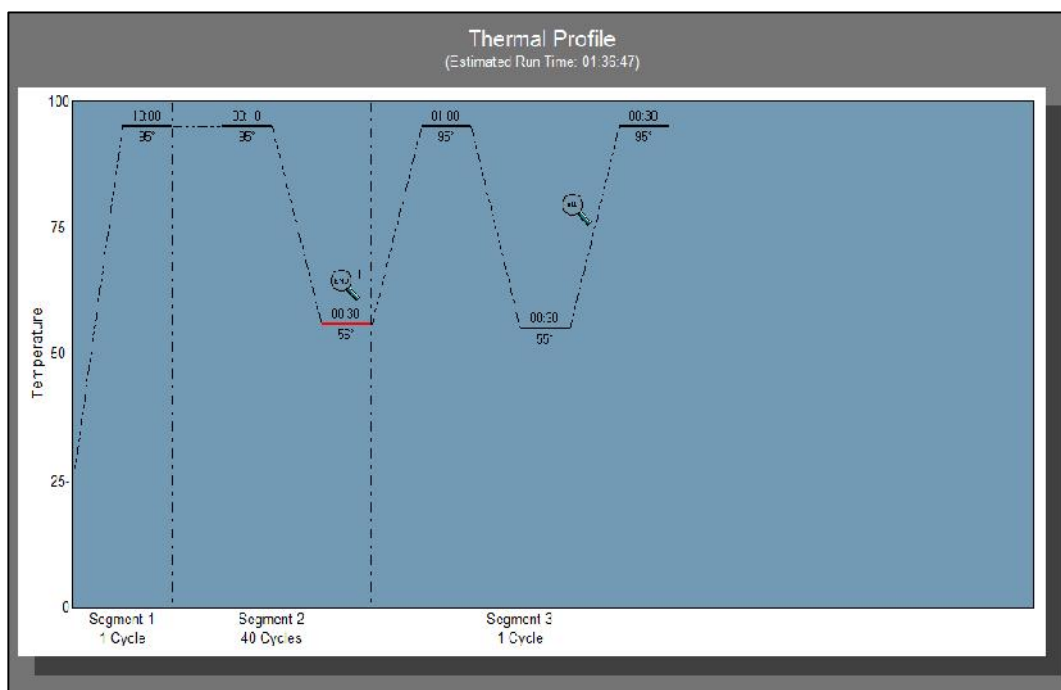 Thermal Profile
(Estimated Run Time: 01:36:47)
Temperature
100
75
50
25
0
10:00
95°
95°
00:30
01:00
95°
00:30
55°
00:30
95°
Segment 1
1 Cycle
Segment 2
40 Cycles
Segment 3
1 Cycle